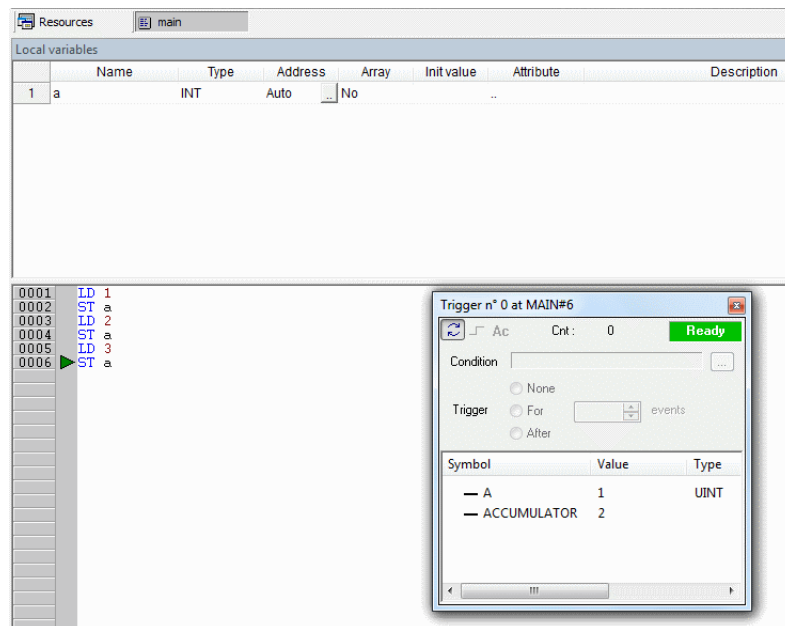 Resources main
Local variables
Name Type Address Array Init value Attribute Description
1 a INT Auto .. No ..
0001 LD 1
0002 ST a
0003 LD 2
0004 ST a
0005 LD 3
0006 ST a
Trigger n° 0 at MAIN#6
Ac Cnt: 0 Ready
Condition ...
None
Trigger For events
After
Symbol Value Type
A 1 UINT
ACCUMULATOR 2